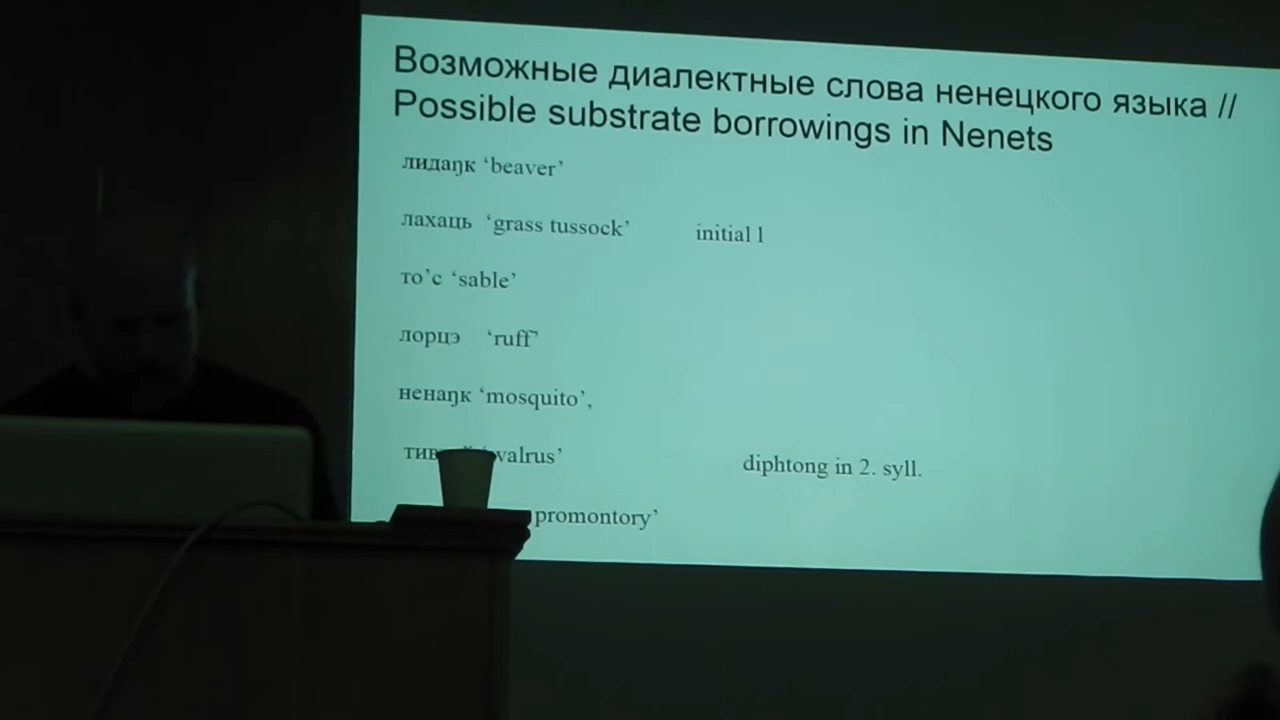 Возможные диалектные слова ненецкого языка //
Possible substrate borrowings in Nenets
лидаŋк ‘beaver’
лахаць ‘grass tussock’ initial l
то’с ‘sable’
лорцэ ‘ruff’
ненаŋк ‘mosquito’,
diphtong in 2. syll.
promontory’